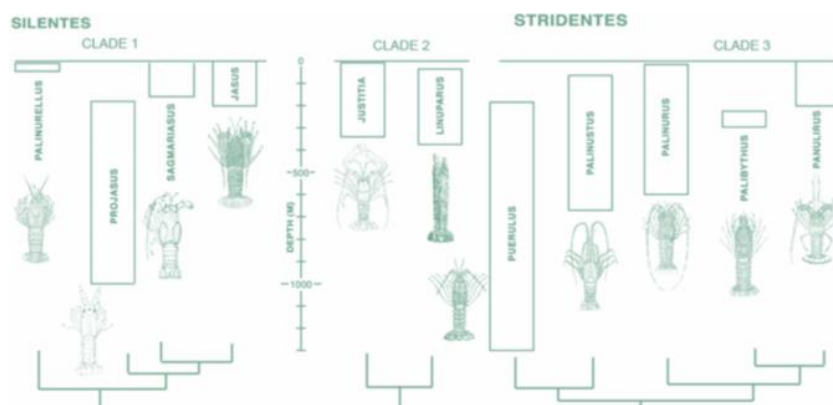 SILENTES
STRIDENTES
CLADE 1
CLADE 2
CLADE 3
PALINURELLUS
PROJASUS
SAGMARIASUS
JASUS
0
500
1000
DEPTH (M)
JUSTITIA
LINUPARUS
PUERULUS
PALINUSTUS
PALINURUS
PALIBYTHUS
PANULIRUS